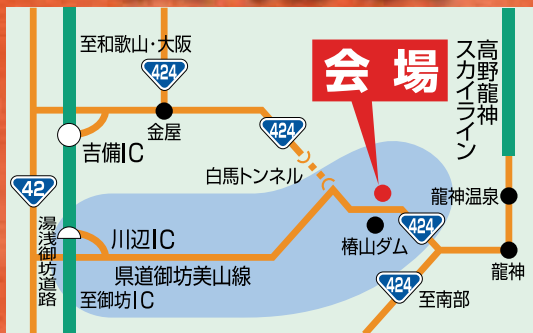 至和歌山・大阪
424
会場
高野龍神
スカイライン
金屋
424
吉備IC
白馬トンネル
42
龍神温泉
湯浅御坊道路
川辺IC
椿山ダム
424
県道御坊美山線
龍神
至御坊IC
424
至南部